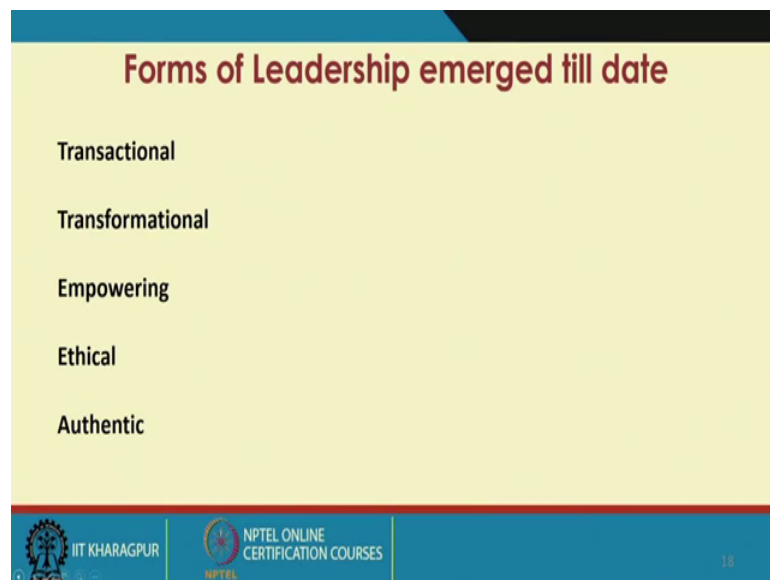 Forms of Leadership emerged till date
Transactional
Transformational
Empowering
Ethical
Authentic
IIT KHARAGPUR
NPTEL
NPTEL ONLINE
CERTIFICATION COURSES
18